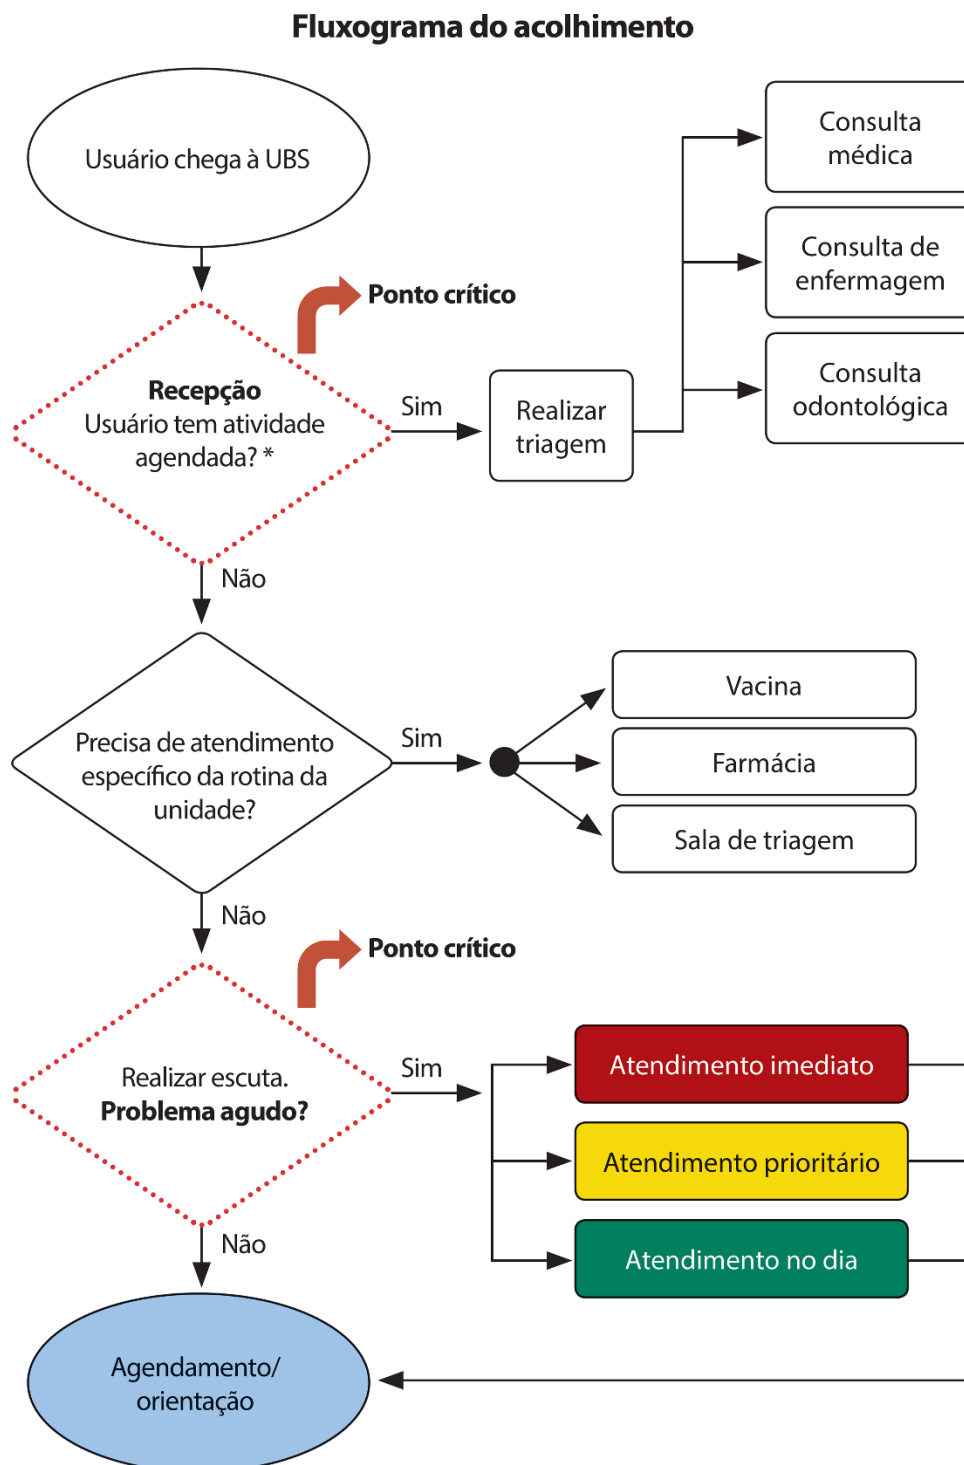 Fluxograma do acolhimento
Usuário chega à UBS
Ponto crítico
Recepção
Usuário tem atividade
agendada? *
Sim
Realizar
triagem
Consulta
médica
Consulta de
enfermagem
Consulta
odontológica
Não
Precisa de atendimento
específico da rotina da
unidade?
Sim
Vacina
Farmácia
Sala de triagem
Não
Ponto crítico
Realizar escuta.
Problema agudo?
Sim
Atendimento imediato
Atendimento prioritário
Atendimento no dia
Não
Agendamento/
orientação